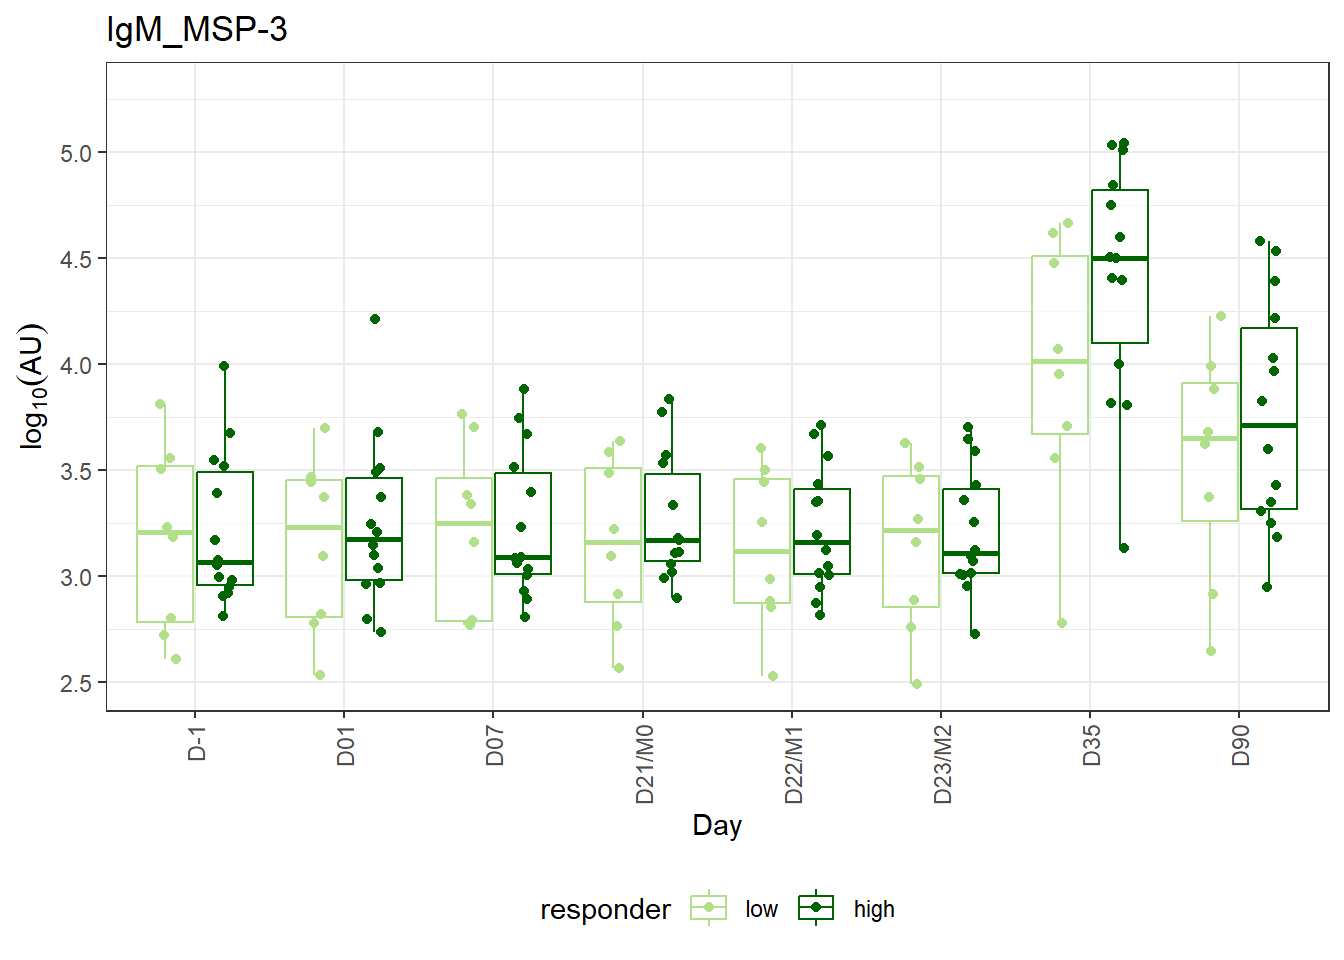 IgM_MSP-3
log10(AU)
5.0
4.5
4.0
3.5
3.0
2.5
D-1
D01
D07
D21/M0
D22/M1
D23/M2
D35
D90
Day
responder low high